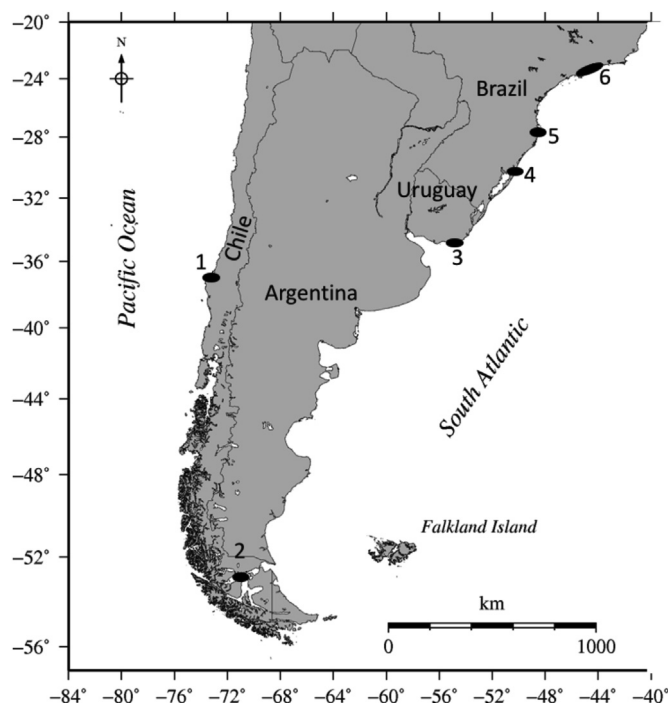 −20°
N
−24°
Brazil
6
−28°
5
4
−32°
Uruguay
Pacific Ocean
Chile
1
3
−36°
Argentina
−40°
South Atlantic
−44°
−48°
Falkland Island
−52°
2
km
0
1000
−56°
−84° −80° −76° −72° −68° −64° −60° −56° −52° −48° −44° −40°